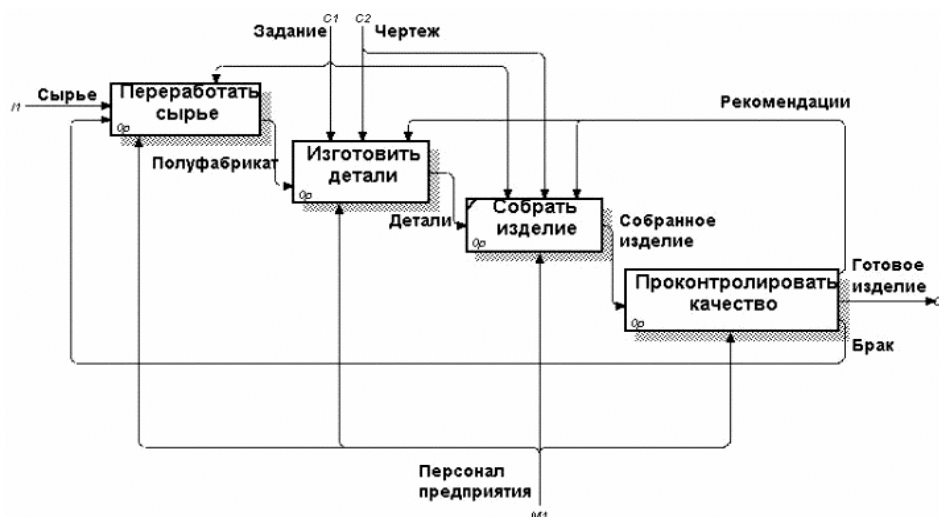 C1 C2
Задание Чертеж
I1 Сырье
Переработать
сырье
0р
Рекомендации
Полуфабрикат
Изготовить
детали
0р
Детали
Собрать
изделие
0р
Собранное
изделие
Проконтролировать
качество
0р
Готовое
изделие
Брак
Персонал
предприятия